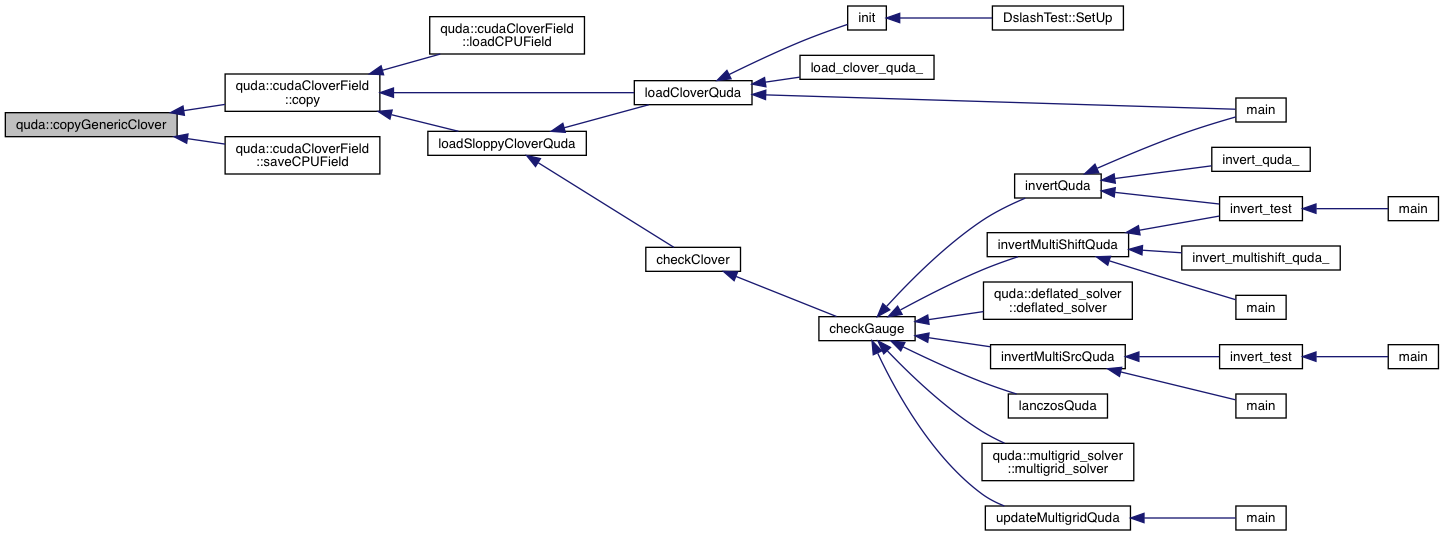 quda::copyGenericClover
quda::cudaCloverField
::copy
quda::cudaCloverField
::saveCPUField
quda::cudaCloverField
::loadCPUField
loadSloppyCloverQuda
loadCloverQuda
checkClover
init
DslashTest::SetUp
load_clover_quda_
main
checkGauge
invertQuda
invert_quda_
invert_test
main
invertMultiShiftQuda
invert_multishift_quda_
main
quda::deflated_solver
::deflated_solver
invertMultiSrcQuda
invert_test
main
main
lanczosQuda
quda::multigrid_solver
::multigrid_solver
updateMultigridQuda
main